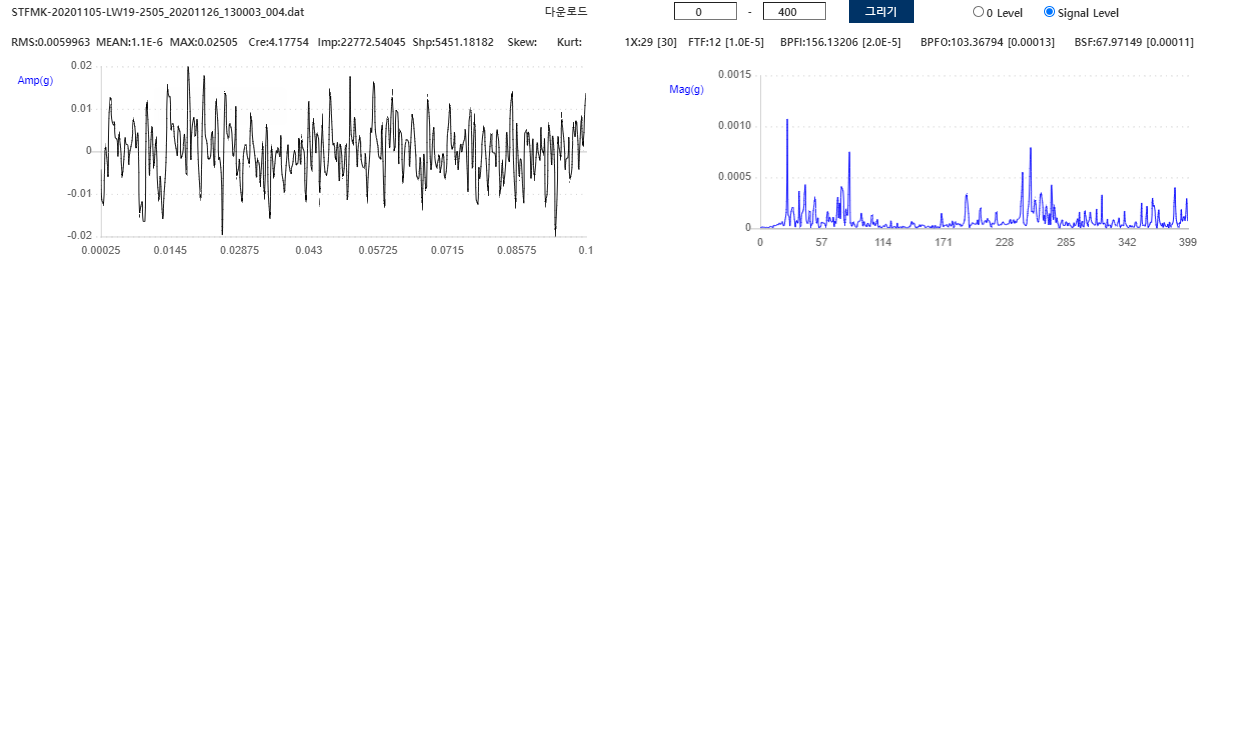 STFMK-20201105-LW19-2505_20201126_130003_004.dat 다운로드 0 - 400 그리기 0 Level Signal Level
RMS:0.0059963 MEAN:1.1E-6 MAX:0.02505 Cre:4.17754 Imp:22772.54045 Shp:5451.18182 Skew: Kurt: 1X:29 [30] FTF:12 [1.0E-5] BPFI:156.13206 [2.0E-5] BPFO:103.36794 [0.00013] BSF:67.97149 [0.00011]
Amp(g)
0.02
0.01
0
-0.01
-0.02
0.00025 0.0145 0.02875 0.043 0.05725 0.0715 0.08575 0.1
Mag(g)
0.0015
0.0010
0.0005
0
0 57 114 171 228 285 342 399